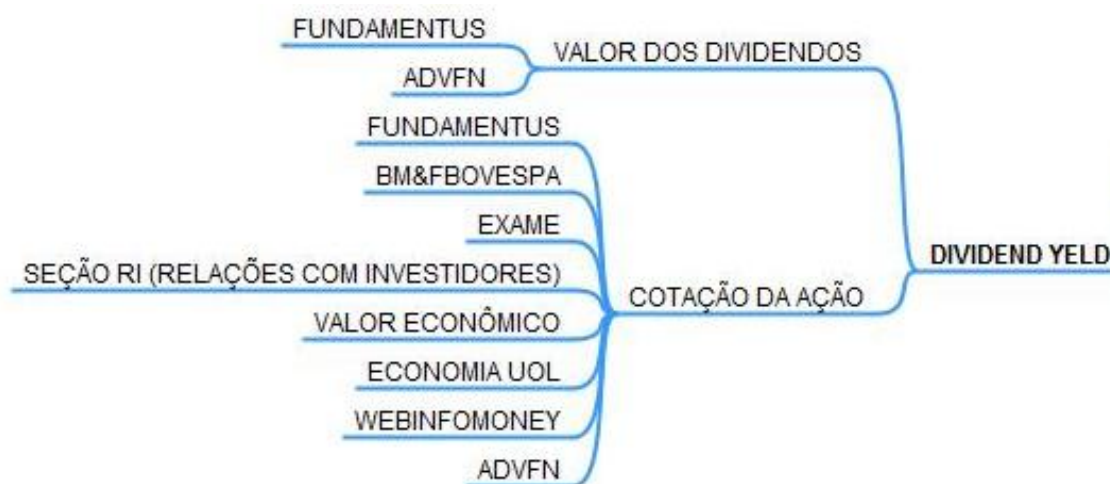 FUNDAMENTUS
VALOR DOS DIVIDENDOS
ADVFN
FUNDAMENTUS
BM&FBOVESPA
EXAME
DIVIDEND YELD
SEÇÃO RI (RELAÇÕES COM INVESTIDORES)
COTAÇÃO DA AÇÃO
VALOR ECONÔMICO
ECONOMIA UOL
WEBINFOMONEY
ADVFN